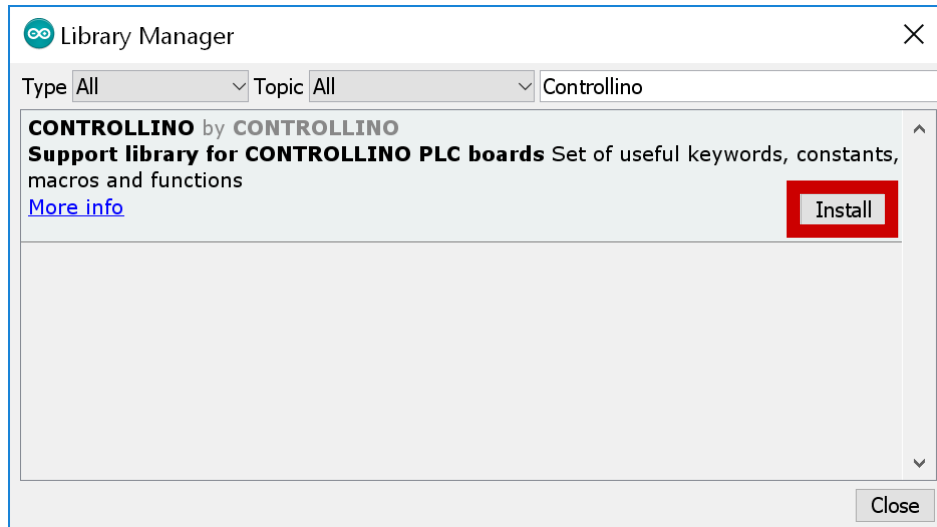 Library Manager
Type All Topic All Controllino
CONTROLLINO by CONTROLLINO
Support library for CONTROLLINO PLC boards Set of useful keywords, constants,
macros and functions
More info
Install
Close